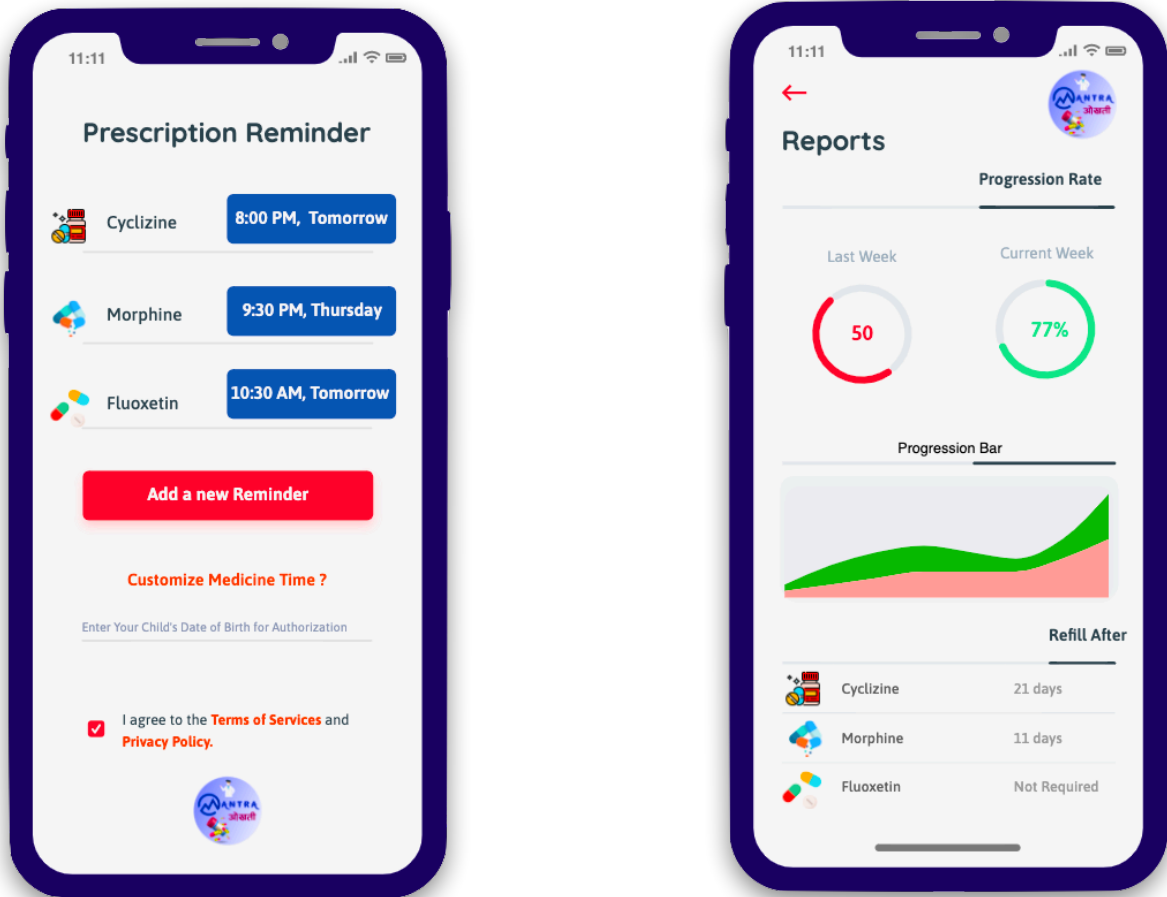 11:11
Prescription Reminder
Cyclizine
8:00 PM, Tomorrow
Morphine
9:30 PM, Thursday
Fluoxetin
10:30 AM, Tomorrow
Add a new Reminder
Customize Medicine Time ?
Enter Your Child's Date of Birth for Authorization
I agree to the Terms of Services and
Privacy Policy.
MANTRA
ओखती
11:11
MANTRA
ओखती
Reports
Progression Rate
Last Week
Current Week
50
77%
Progression Bar
Refill After
Cyclizine
21 days
Morphine
11 days
Fluoxetin
Not Required